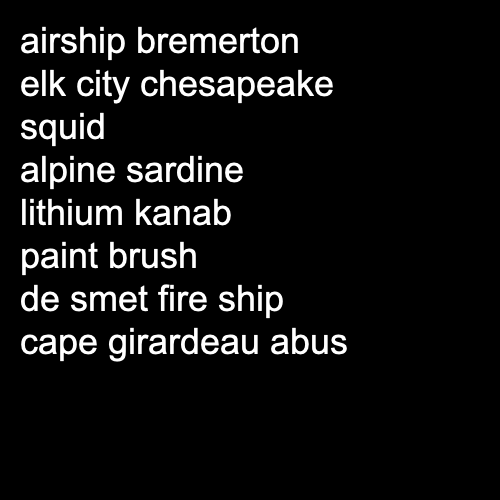 airship bremerton
elk city chesapeake
squid
alpine sardine
lithium kanab
paint brush
de smet fire ship
cape girardeau abus